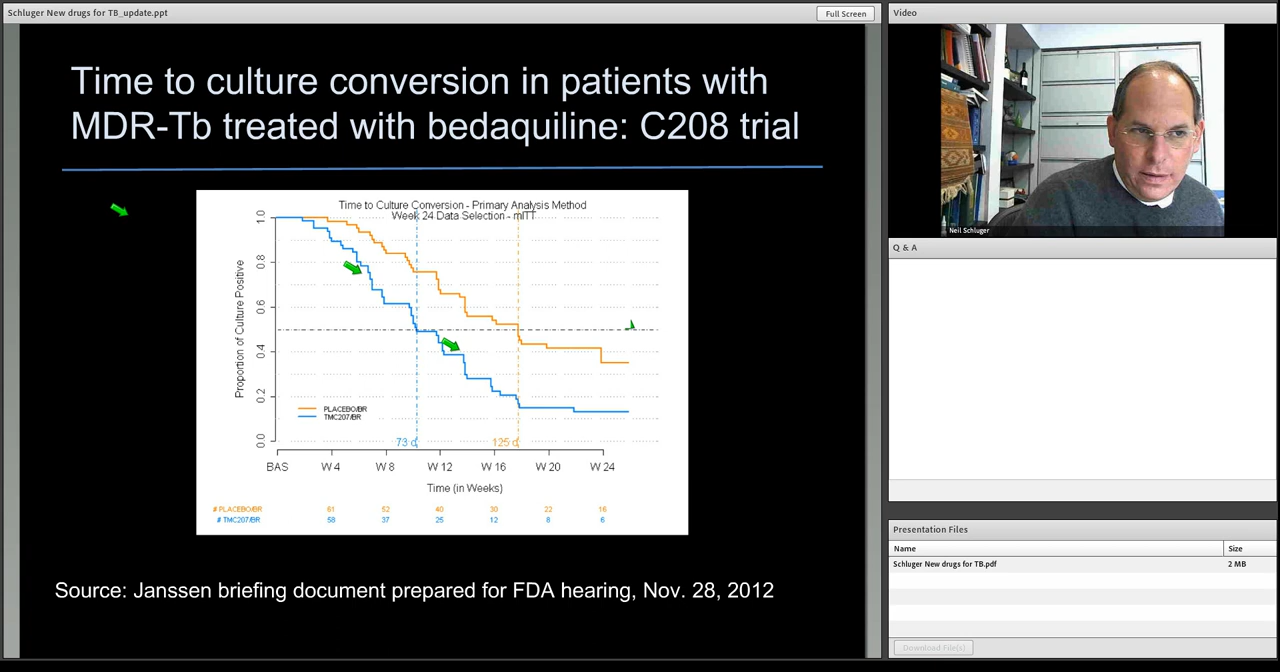 Schluger New drugs for TB_update.ppt
Full Screen
Time to culture conversion in patients with
MDR-Tb treated with bedaquiline: C208 trial
Time to Culture Conversion - Primary Analysis Method
Week 24 Data Selection - mITT
Proportion of Culture Positive
1.0
0.8
0.6
0.4
0.2
0.0
PLACEBO/BR
TMC207/BR
73 d
125 d
BAS W 4 W 8 W 12 W 16 W 20 W 24
Time (in Weeks)
# PLACEBO/BR 61 52 40 30 22 16
# TMC207/BR 58 37 25 12 8 6
Source: Janssen briefing document prepared for FDA hearing, Nov. 28, 2012
Video
Neil Schluger
Q & A
Presentation Files
Name Size
Schluger New drugs for TB.pdf 2 MB
Download File(s)